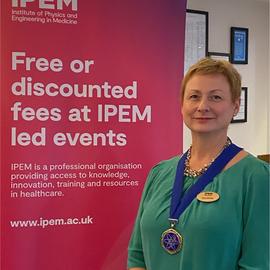 IPEM
Institute of Physics and
Engineering in Medicine
Free or
discounted
fees at IPEM
led events
IPEM is a professional organisation
providing access to knowledge,
innovation, training and resources
in healthcare.
www.ipem.ac.uk